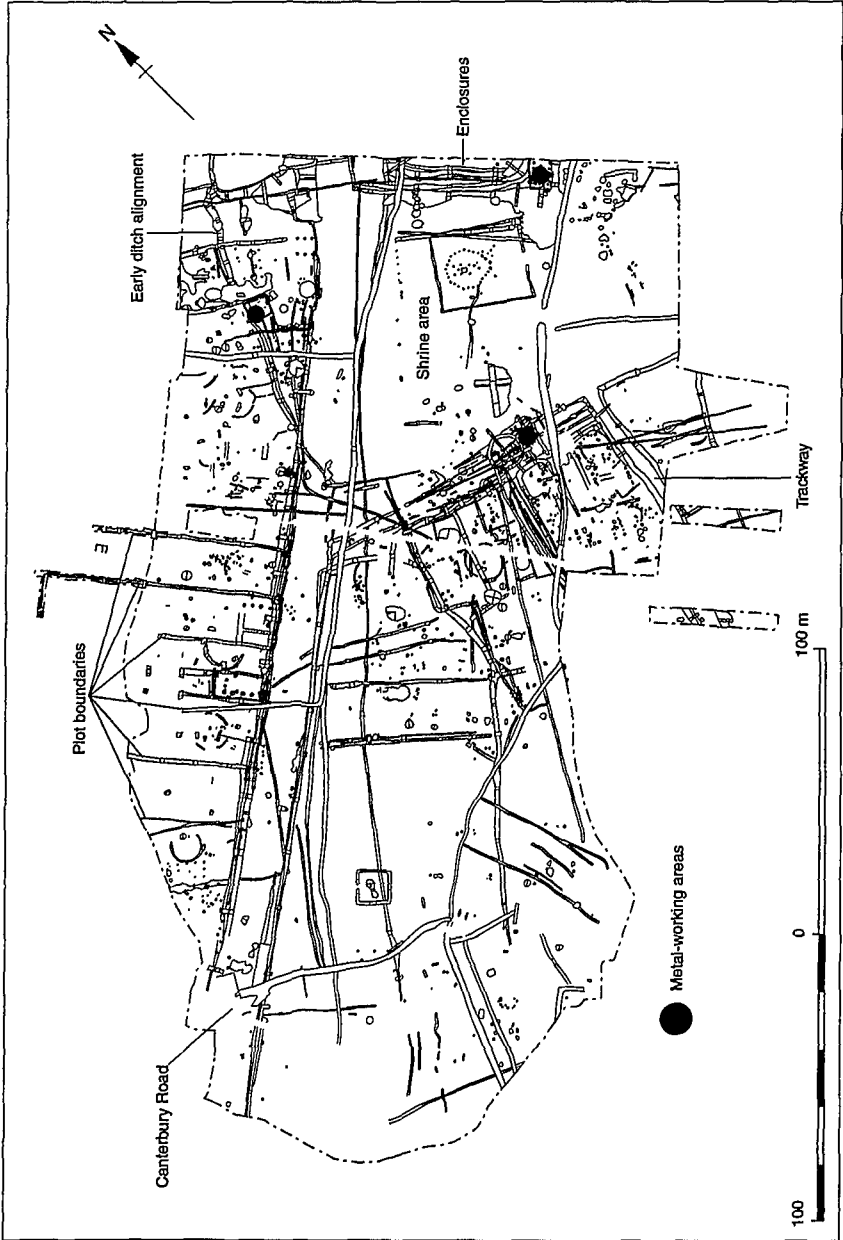 N
Early ditch alignment
Enclosures
Shrine area
Plot boundaries
Trackway
Canterbury Road
Metal-working areas
100
0
100 m